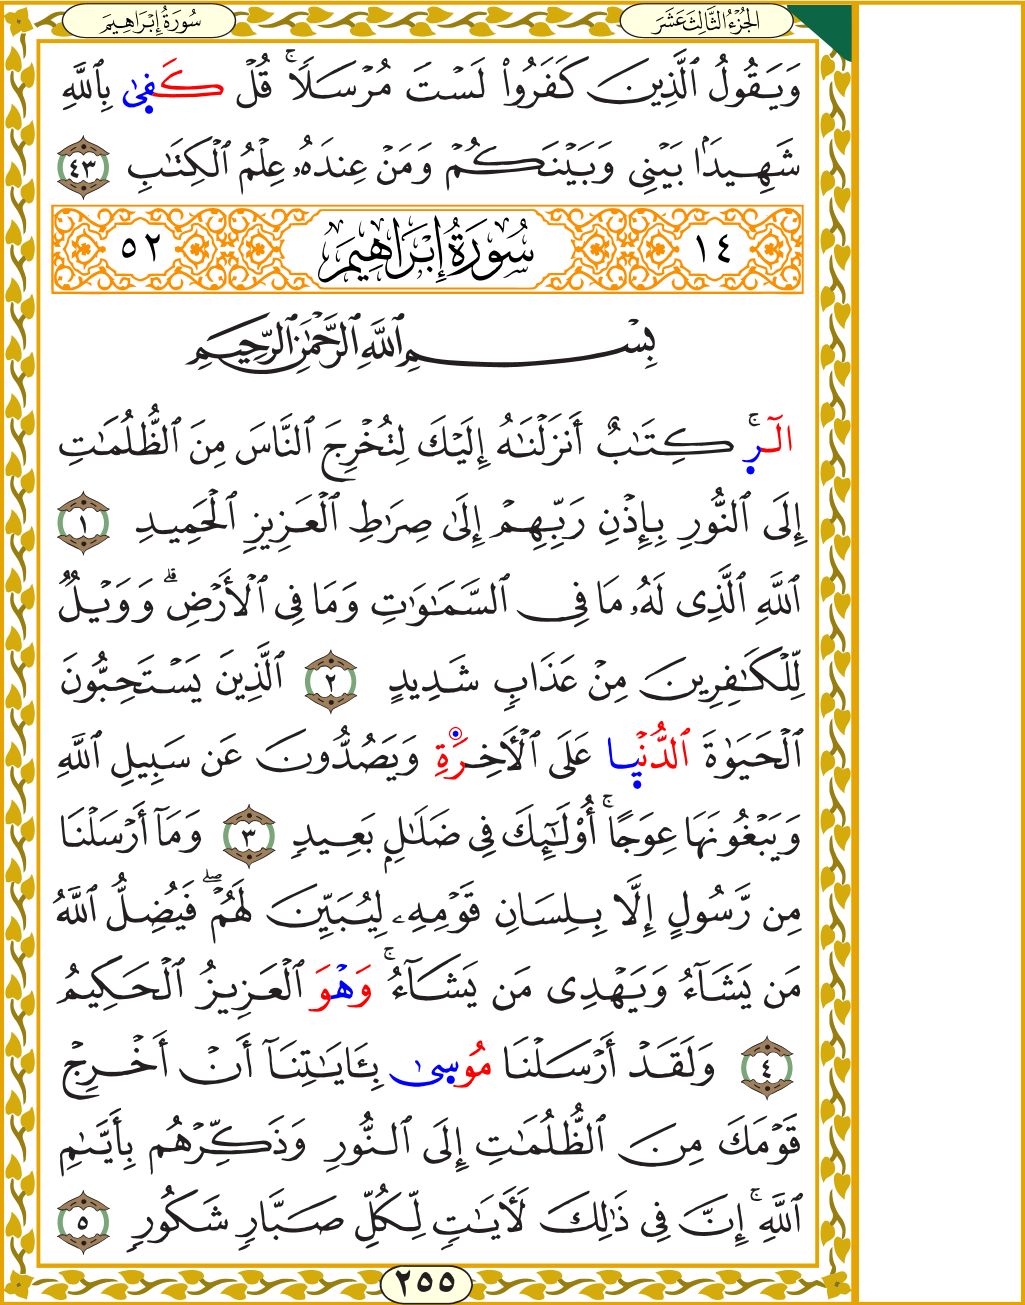 الجُزْءُ الثَّالِثَ عَشَرَ
سُورَةُ إِبْرَاهِيمَ
وَيَقُولُ ٱلَّذِينَ كَفَرُواْ لَسْتَ مُرْسَلًاۚ قُلْ كَفَىٰ بِٱللَّهِ
شَهِيدَۢا بَيْنِي وَبَيْنَكُمْ وَمَنْ عِندَهُۥ عِلْمُ ٱلْكِتَٰبِ ٤٣
١٤ سُورَةُ إِبْرَاهِيمَ ٥٢
بِسْمِ ٱللَّهِ ٱلرَّحْمَٰنِ ٱلرَّحِيمِ
الٓرۚ كِتَٰبٌ أَنزَلْنَٰهُ إِلَيْكَ لِتُخْرِجَ ٱلنَّاسَ مِنَ ٱلظُّلُمَٰتِ
إِلَى ٱلنُّورِ بِإِذْنِ رَبِّهِمْ إِلَىٰ صِرَٰطِ ٱلْعَزِيزِ ٱلْحَمِيدِ ١
ٱللَّهِ ٱلَّذِى لَهُۥ مَا فِى ٱلسَّمَٰوَٰتِ وَمَا فِى ٱلْأَرْضِۗ وَوَيْلٌ
لِّلْكَٰفِرِينَ مِنْ عَذَابٍ شَدِيدٍ ٢ ٱلَّذِينَ يَسْتَحِبُّونَ
ٱلْحَيَوٰةَ ٱلدُّنْيَا عَلَى ٱلْأَخِرَةِ وَيَصُدُّونَ عَن سَبِيلِ ٱللَّهِ
وَيَبْغُونَهَا عِوَجًاۚ أُوْلَٰٓئِكَ فِى ضَلَٰلٍۭ بَعِيدٍ ٣ وَمَآ أَرْسَلْنَا
مِن رَّسُولٍ إِلَّا بِلِسَانِ قَوْمِهِۦ لِيُبَيِّنَ لَهُمْۖ فَيُضِلُّ ٱللَّهُ
مَن يَشَآءُ وَيَهْدِى مَن يَشَآءُۚ وَهْوَ ٱلْعَزِيزُ ٱلْحَكِيمُ
٤ وَلَقَدْ أَرْسَلْنَا مُوسَىٰ بِـَٔايَٰتِنَآ أَنْ أَخْرِجْ
قَوْمَكَ مِنَ ٱلظُّلُمَٰتِ إِلَى ٱلنُّورِ وَذَكِّرْهُم بِأَيَّىٰمِ
ٱللَّهِۚ إِنَّ فِى ذَٰلِكَ لَأَيَٰتٍ لِّكُلِّ صَبَّارٍ شَكُورٍ ٥
٢٥٥